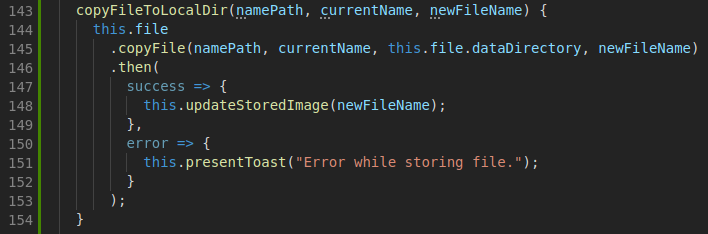 143 copyFileToLocalDir(namePath, currentName, newFileName) {
144 this.file
145 .copyFile(namePath, currentName, this.file.dataDirectory, newFileName)
146 .then(
147 success => {
148 this.updateStoredImage(newFileName);
149 },
150 error => {
151 this.presentToast("Error while storing file.");
152 }
153 );
154 }